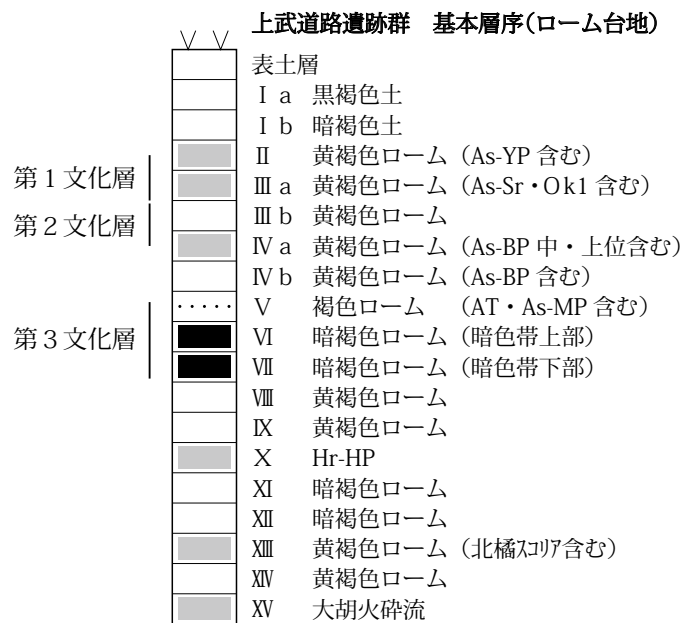 上武道路遺跡群 基本層序(ローム台地)
表土層
Ⅰa 黒褐色土
Ⅰb 暗褐色土
Ⅱ 黄褐色ローム(As-YP 含む)
第1文化層
Ⅲa 黄褐色ローム(As-Sr・Ok1 含む)
第2文化層
Ⅲb 黄褐色ローム
Ⅳa 黄褐色ローム(As-BP 中・上位含む)
Ⅳb 黄褐色ローム(As-BP 含む)
Ⅴ 褐色ローム (AT・As-MP 含む)
第3文化層
Ⅵ 暗褐色ローム(暗色帯上部)
Ⅶ 暗褐色ローム(暗色帯下部)
Ⅷ 黄褐色ローム
Ⅸ 黄褐色ローム
Ⅹ Hr-HP
Ⅺ 暗褐色ローム
Ⅻ 暗褐色ローム
XIII 黄褐色ローム(北橘スコリア含む)
XIV 黄褐色ローム
XV 大胡火砕流